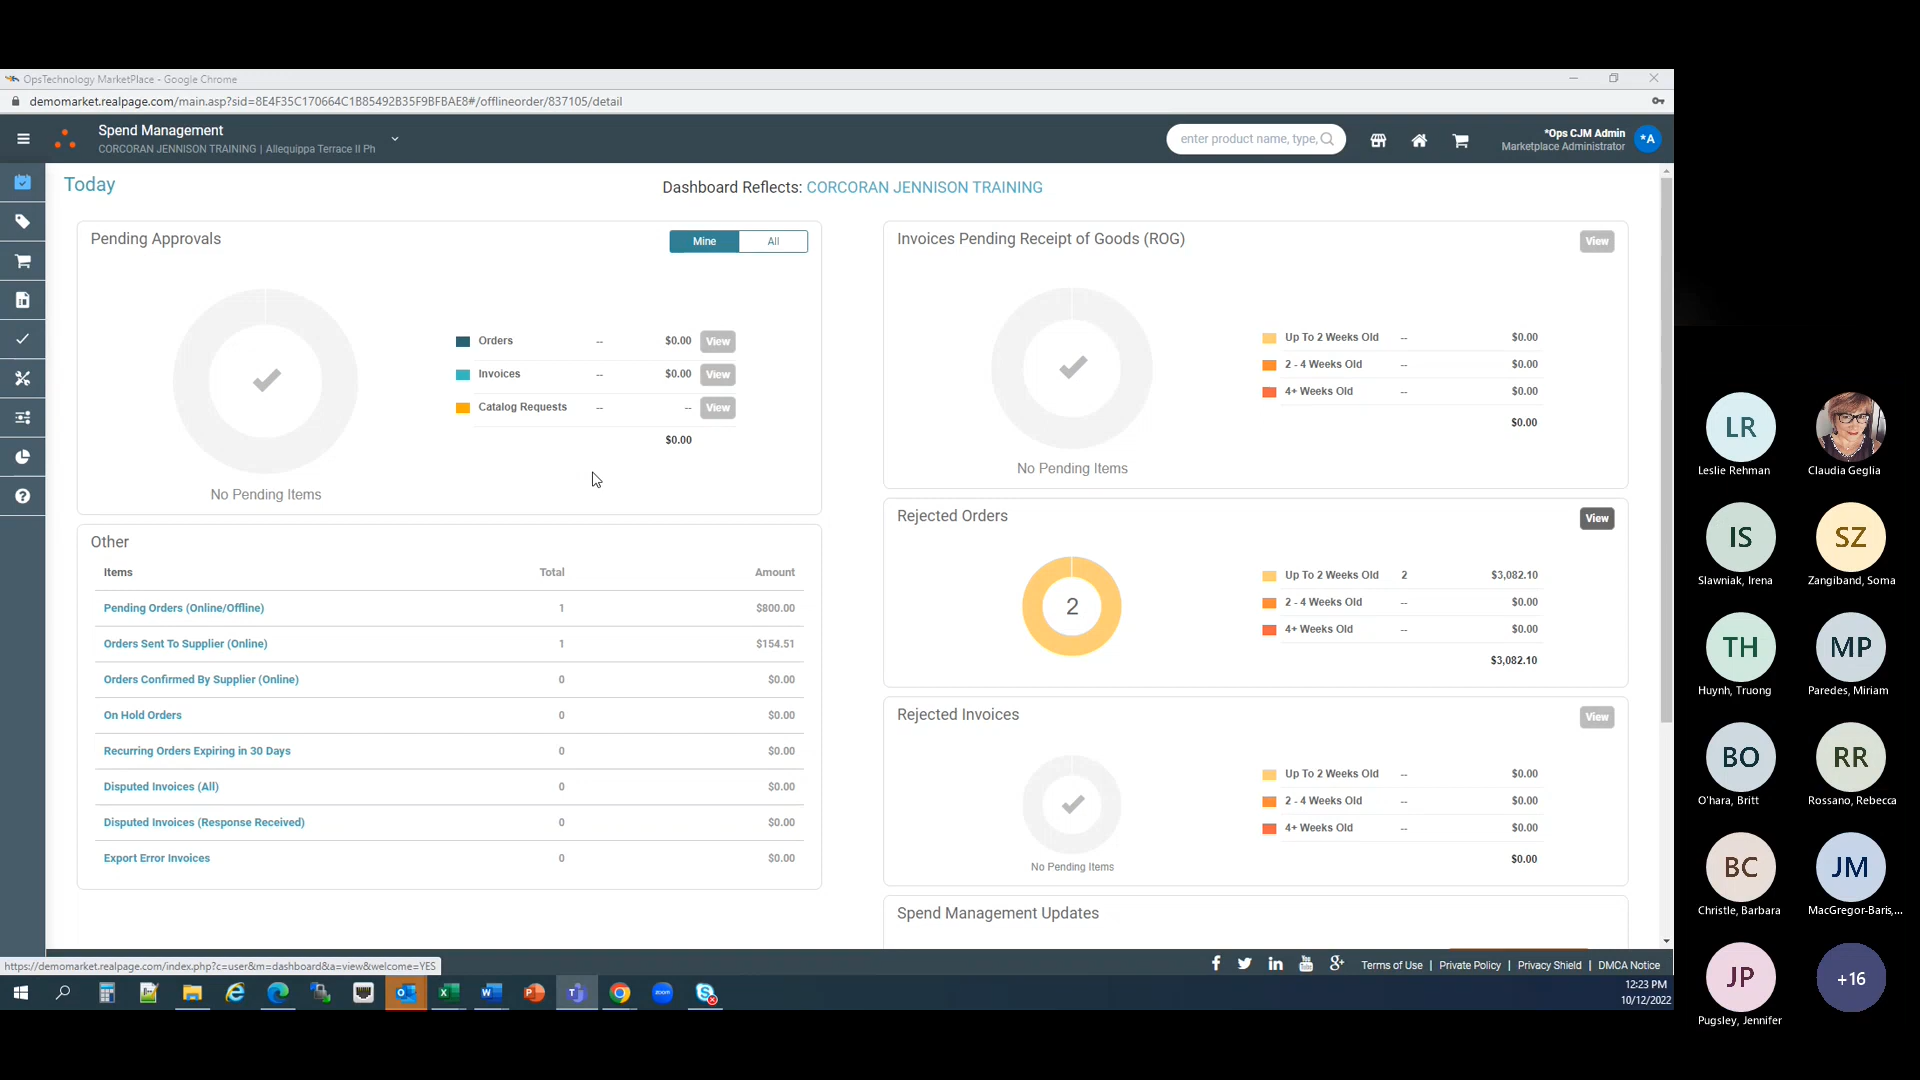 OpsTechnology MarketPlace - Google Chrome
demomarket.realpage.com/main.asp?sid=8E4F35C170664C1B85492B35F9BFBAE8#/offlineorder/837105/detail
Spend Management
CORCORAN JENNISON TRAINING | Allequippa Terrace II Ph
enter product name, type,
*Ops CJM Admin
Marketplace Administrator
*A
Today
Dashboard Reflects: CORCORAN JENNISON TRAINING
Pending Approvals
Mine
All
Orders -- $0.00 View
Invoices -- $0.00 View
Catalog Requests -- -- View
$0.00
No Pending Items
Other
Items Total Amount
Pending Orders (Online/Offline) 1 $800.00
Orders Sent To Supplier (Online) 1 $154.51
Orders Confirmed By Supplier (Online) 0 $0.00
On Hold Orders 0 $0.00
Recurring Orders Expiring in 30 Days 0 $0.00
Disputed Invoices (All) 0 $0.00
Disputed Invoices (Response Received) 0 $0.00
Export Error Invoices 0 $0.00
Invoices Pending Receipt of Goods (ROG)
View
Up To 2 Weeks Old -- $0.00
2 - 4 Weeks Old -- $0.00
4+ Weeks Old -- $0.00
$0.00
No Pending Items
Rejected Orders
View
2
Up To 2 Weeks Old 2 $3,082.10
2 - 4 Weeks Old -- $0.00
4+ Weeks Old -- $0.00
$3,082.10
Rejected Invoices
View
Up To 2 Weeks Old -- $0.00
2 - 4 Weeks Old -- $0.00
4+ Weeks Old -- $0.00
$0.00
No Pending Items
Spend Management Updates
https://demomarket.realpage.com/index.php?c=user&m=dashboard&a=view&welcome=YES
Terms of Use | Private Policy | Privacy Shield | DMCA Notice
12:23 PM
10/12/2022
LR
Leslie Rehman
Claudia Geglia
IS
Slawniak, Irena
SZ
Zangiband, Soma
TH
Huynh, Truong
MP
Paredes, Miriam
BO
O'hara, Britt
RR
Rossano, Rebecca
BC
Christle, Barbara
JM
MacGregor-Baris,...
JP
Pugsley, Jennifer
+16